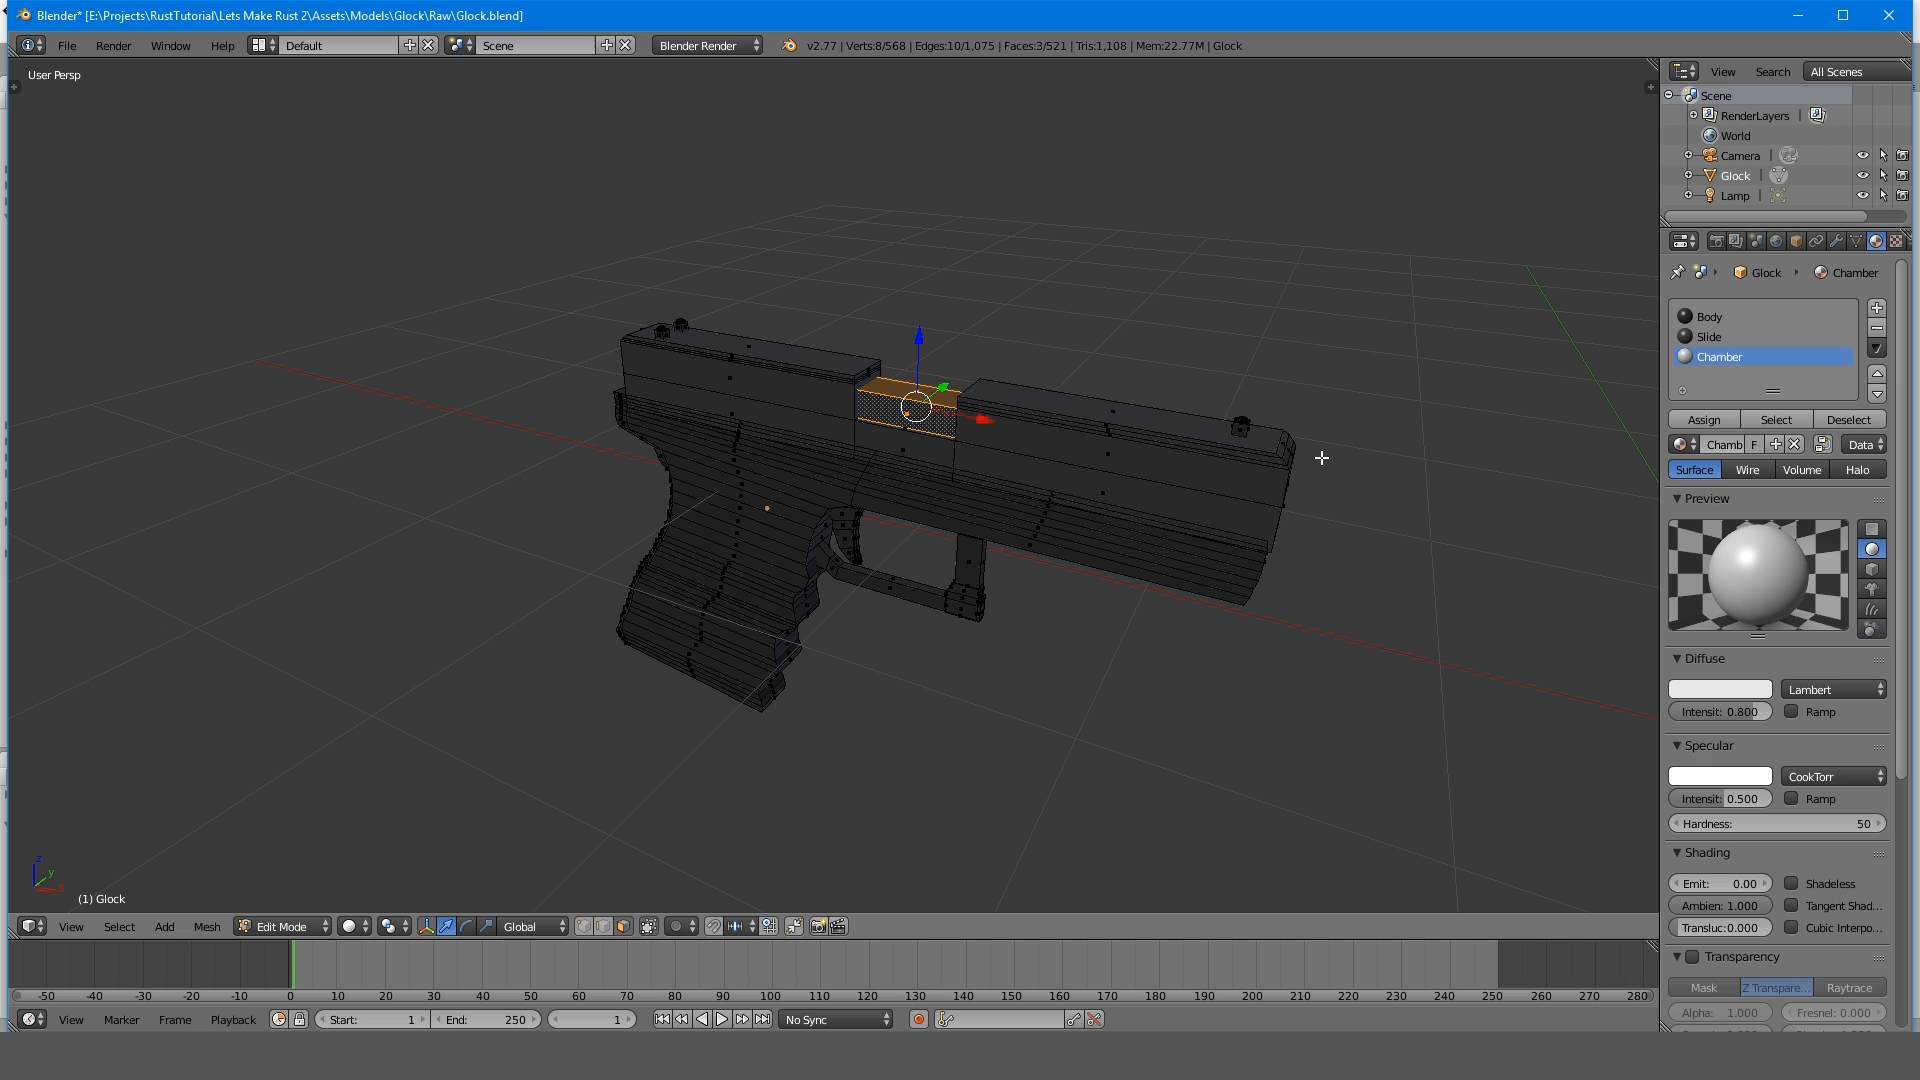 Blender* [E:\Projects\RustTutorial\Lets Make Rust 2\Assets\Models\Glock\Raw\Glock.blend]
File Render Window Help Default Scene Blender Render v2.77 | Verts:8/568 | Edges:10/1,075 | Faces:3/521 | Tris:1,108 | Mem:22.77M | Glock
User Persp
View Search All Scenes
Scene
RenderLayers
World
Camera
Glock
Lamp
Glock Chamber
Body
Slide
Chamber
Assign Select Deselect
Chamb F Data
Surface Wire Volume Halo
Preview
Diffuse
Lambert
Intensit: 0.800 Ramp
Specular
CookTorr
Intensit: 0.500 Ramp
Hardness: 50
Shading
Emit: 0.00 Shadeless
Ambien: 1.000 Tangent Shad...
Transluc:0.000 Cubic Interpo...
Transparency
Mask Z Transpare... Raytrace
Alpha: 1.000 Fresnel: 0.000
z
y
x
(1) Glock
View Select Add Mesh Edit Mode Global
-50 -40 -30 -20 -10 0 10 20 30 40 50 60 70 80 90 100 110 120 130 140 150 160 170 180 190 200 210 220 230 240 250 260 270 280
View Marker Frame Playback Start: 1 End: 250 1 No Sync